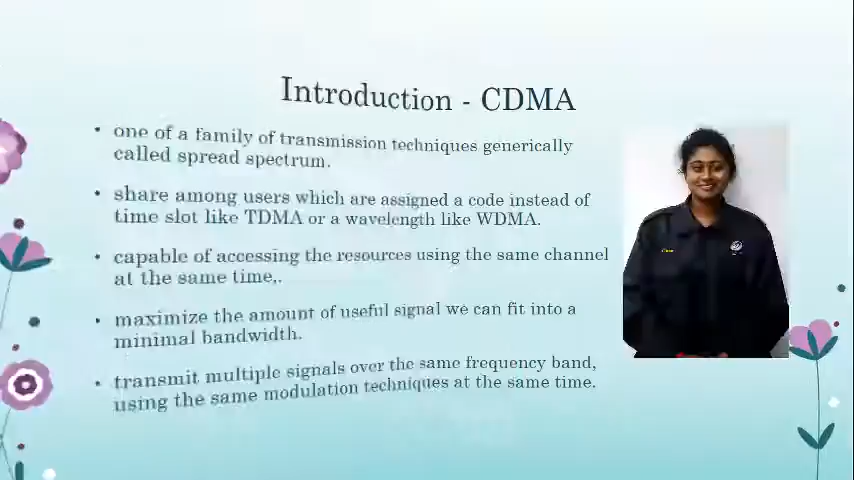 Introduction - CDMA
• one of a family of transmission techniques generically
called spread spectrum.
• share among users which are assigned a code instead of
time slot like TDMA or a wavelength like WDMA.
• capable of accessing the resources using the same channel
at the same time,.
• maximize the amount of useful signal we can fit into a
minimal bandwidth.
• transmit multiple signals over the same frequency band,
using the same modulation techniques at the same time.